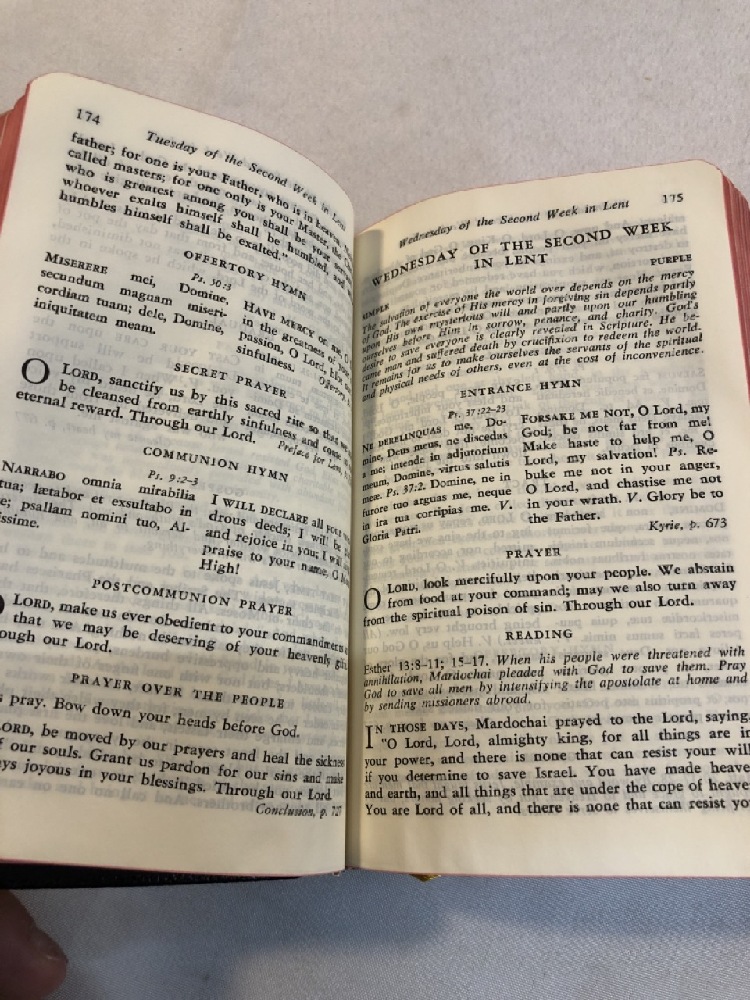 174
Tuesday of the Second Week in Lent
father; for one is your Father, who is in heaven.
called masters; for one only is your Master, the
who is greatest among you shall be your
whoever exalts himself shall be humbled, and
humbles himself shall be exalted."
OFFERTORY HYMN
Ps. 50:3
MISERERE mei, Domine,
secundum magnam miseri-
cordiam tuam; dele, Domine,
iniquitatem meam.
HAVE MERCY on me, O
in the greatness of your
passion, O Lord,
sinfulness.
SECRET PRAYER
O LORD, sanctify us by this sacred rite so that we
be cleansed from earthly sinfulness and come
eternal reward. Through our Lord.
Preface for Lent,
COMMUNION HYMN
Ps. 9:2-3
NARRABO omnia mirabilia
tua; lætabor et exsultabo in
e; psallam nomini tuo, Al-
issime.
I WILL DECLARE all your
drous deeds; I will be
and rejoice in you; I will
praise to your name, O
High!
POSTCOMMUNION PRAYER
LORD, make us ever obedient to your commandments
that we may be deserving of your heavenly
ough our Lord.
PRAYER OVER THE PEOPLE
s pray. Bow down your heads before God.
LORD, be moved by our prayers and heal the sickness
f our souls. Grant us pardon for our sins and make
ys joyous in your blessings. Through our Lord.
Conclusion, p.
Wednesday of the Second Week in Lent
175
WEDNESDAY OF THE SECOND WEEK
IN LENT
SIMPLE
PURPLE
The salvation of everyone the world over depends on the mercy
of God. The exercise of His mercy in forgiving sin depends partly
upon His own mysterious will and partly upon our humbling
ourselves before Him in sorrow, penance, and charity. God's
desire to save everyone is clearly revealed in Scripture. He be-
came man and suffered death by crucifixion to redeem the world.
It remains for us to make ourselves the servants of the spiritual
and physical needs of others, even at the cost of inconvenience.
ENTRANCE HYMN
Ps. 37:22-23
NE DERELINQUAS me, Do-
mine, Deus meus, ne discedas
a me; intende in adjutorium
meum, Domine, virtus salutis
meæ. Ps. 37:2. Domine, ne in
furore tuo arguas me, neque
in ira tua corripias me. V.
Gloria Patri.
FORSAKE ME NOT, O Lord, my
God; be not far from me!
Make haste to help me, O
Lord, my salvation! Ps. Re-
buke me not in your anger,
O Lord, and chastise me not
in your wrath. V. Glory be to
the Father.
Kyrie, p. 673
PRAYER
O LORD, look mercifully upon your people. We abstain
from food at your command; may we also turn away
from the spiritual poison of sin. Through our Lord.
READING
Esther 13:8-11; 15-17. When his people were threatened with
annihilation, Mardochai pleaded with God to save them. Pray
God to save all men by intensifying the apostolate at home and
by sending missioners abroad.
IN THOSE DAYS, Mardochai prayed to the Lord, saying,
"O Lord, Lord, almighty king, for all things are in
your power, and there is none that can resist your will
if you determine to save Israel. You have made heave
and earth, and all things that are under the cope of heave
You are Lord of all, and there is none that can resist yo